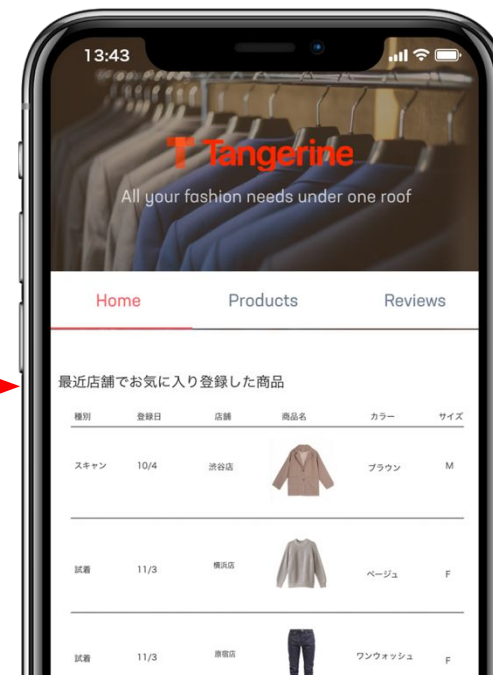 13:43
Tangerine
All your fashion needs under one roof
Home Products Reviews
最近店舗でお気に入り登録した商品
種別 登録日 店舗 商品名 カラー サイズ
スキャン 10/4 渋谷店 ブラウン M
試着 11/3 横浜店 ベージュ F
試着 11/3 原宿店 ワンウォッシュ F